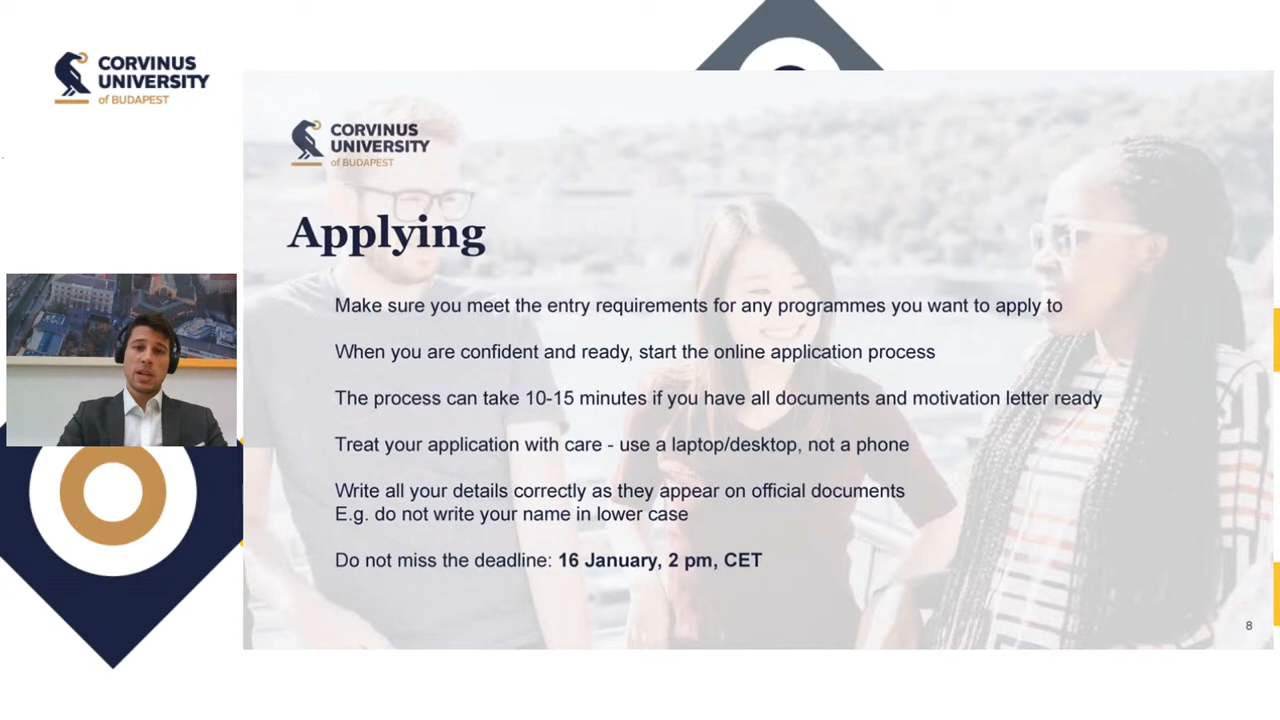 CORVINUS
UNIVERSITY
of BUDAPEST
CORVINUS
UNIVERSITY
of BUDAPEST
Applying
Make sure you meet the entry requirements for any programmes you want to apply to
When you are confident and ready, start the online application process
The process can take 10-15 minutes if you have all documents and motivation letter ready
Treat your application with care - use a laptop/desktop, not a phone
Write all your details correctly as they appear on official documents
E.g. do not write your name in lower case
Do not miss the deadline: 16 January, 2 pm, CET
8